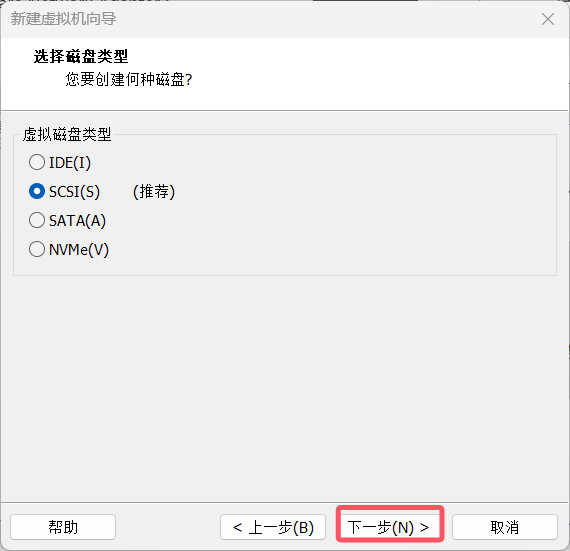 新建虚拟机向导
选择磁盘类型
您要创建何种磁盘?
虚拟磁盘类型
IDE(I)
SCSI(S) (推荐)
SATA(A)
NVMe(V)
帮助 < 上一步(B) 下一步(N) > 取消